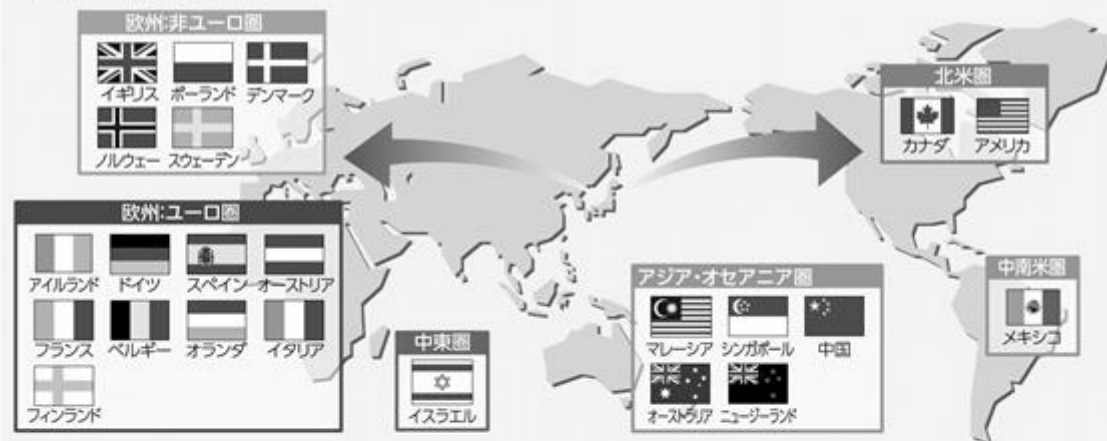 欧州:非ユーロ圏
イギリス ポーランド デンマーク
ノルウェー スウェーデン
北米圏
カナダ アメリカ
欧州:ユーロ圏
アイルランド ドイツ スペイン オーストリア
フランス ベルギー オランダ イタリア
フィンランド
中東圏
イスラエル
アジア・オセアニア圏
マレーシア シンガポール 中国
オーストラリア ニュージーランド
中南米圏
メキシコ